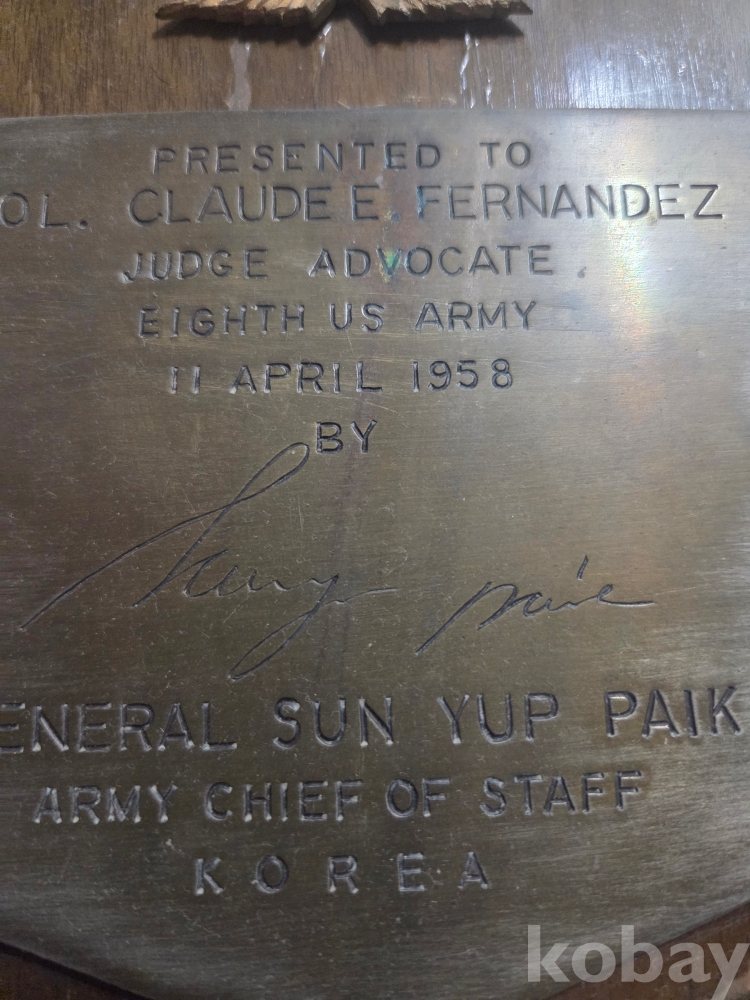 PRESENTED TO
OL. CLAUDE E. FERNANDEZ
JUDGE ADVOCATE.
EIGHTH US ARMY
11 APRIL 1958
BY
ENERAL SUN YUP PAIK
ARMY CHIEF OF STAFF
KOREA
kobay